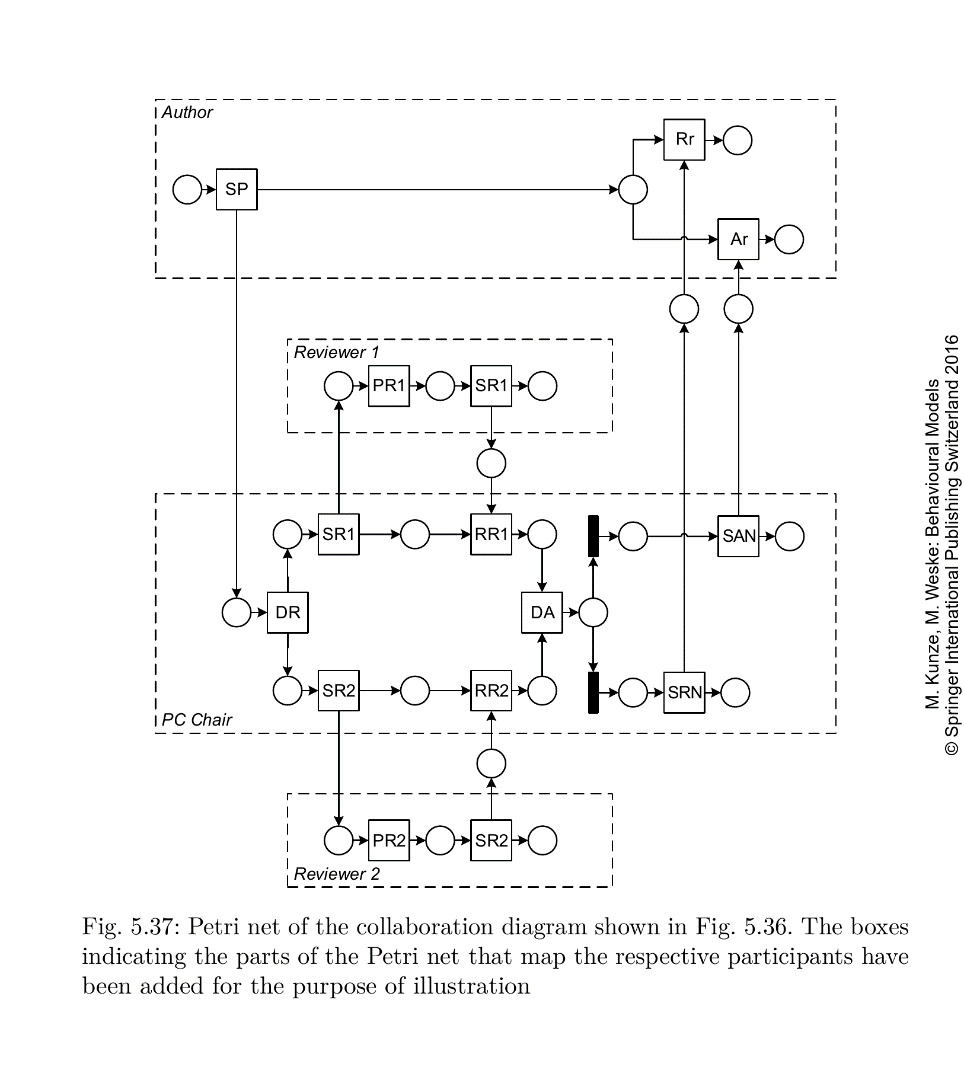 Author
Rr
SP
Ar
Reviewer 1
PR1
SR1
SR1
RR1
SAN
DR
DA
SR2
RR2
SRN
PC Chair
PR2
SR2
Reviewer 2
M. Kunze, M. Weske: Behavioural Models
© Springer International Publishing Switzerland 2016
Fig. 5.37: Petri net of the collaboration diagram shown in Fig. 5.36. The boxes
indicating the parts of the Petri net that map the respective participants have
been added for the purpose of illustration